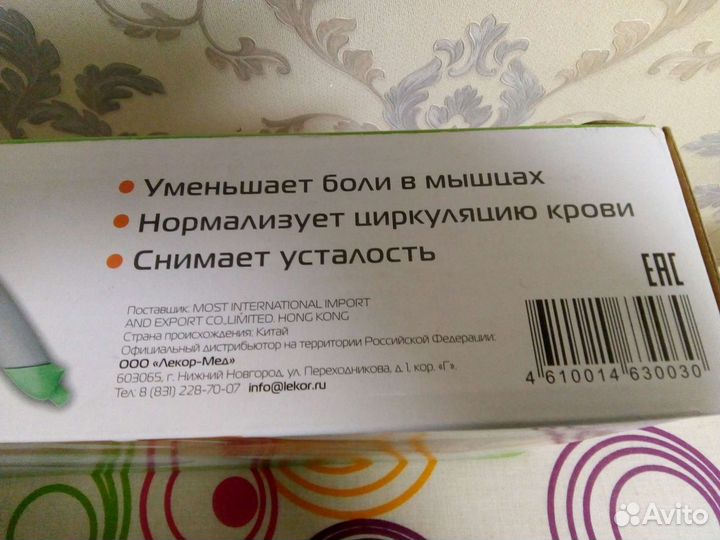 • Уменьшает боли в мышцах
• Нормализует циркуляцию крови
• Снимает усталость
Поставщик: MOST INTERNATIONAL IMPORT
AND EXPORT CO.,LIMITED. HONG KONG
Страна происхождения: Китай
Официальный дистрибьютор на территории Российской Федерации:
ООО «Лекор-Мед»
603065, г. Нижний Новгород, ул. Переходникова, д. 1, кор. «Г».
Тел: 8 (831) 228-70-07 info@lekor.ru
EAC
4 610014 630030
Avito